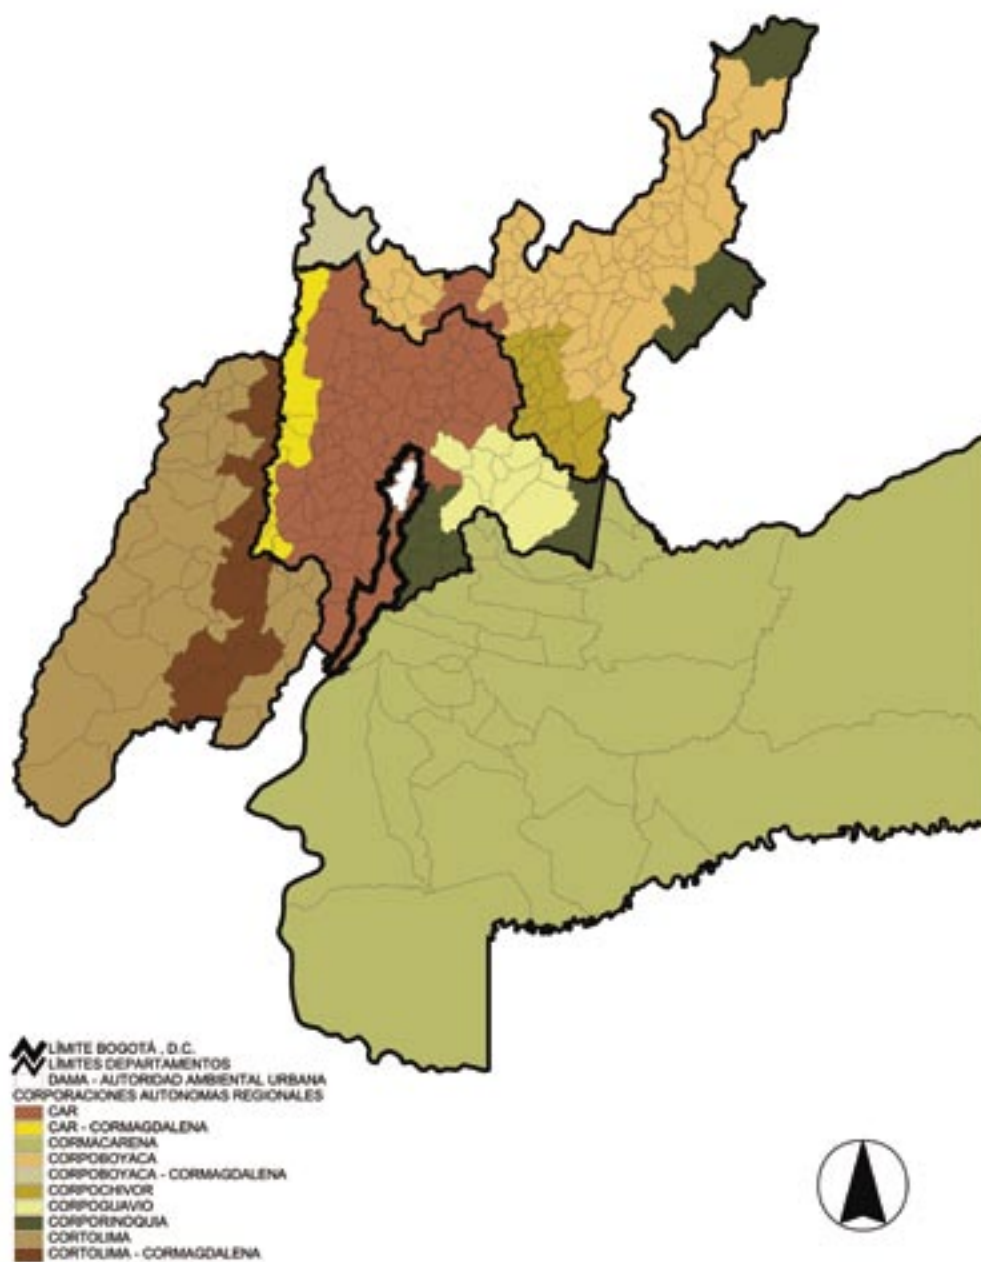 LÍMITE BOGOTÁ , D.C.
LÍMITES DEPARTAMENTOS
DAMA - AUTORIDAD AMBIENTAL URBANA
CORPORACIONES AUTONOMAS REGIONALES
CAR
CAR - CORMAGDALENA
CORMACARENA
CORPOBOYACA
CORPOBOYACA - CORMAGDALENA
CORPOCHIVOR
CORPOGUAVIO
CORPORINOQUIA
CORTOLIMA
CORTOLIMA - CORMAGDALENA